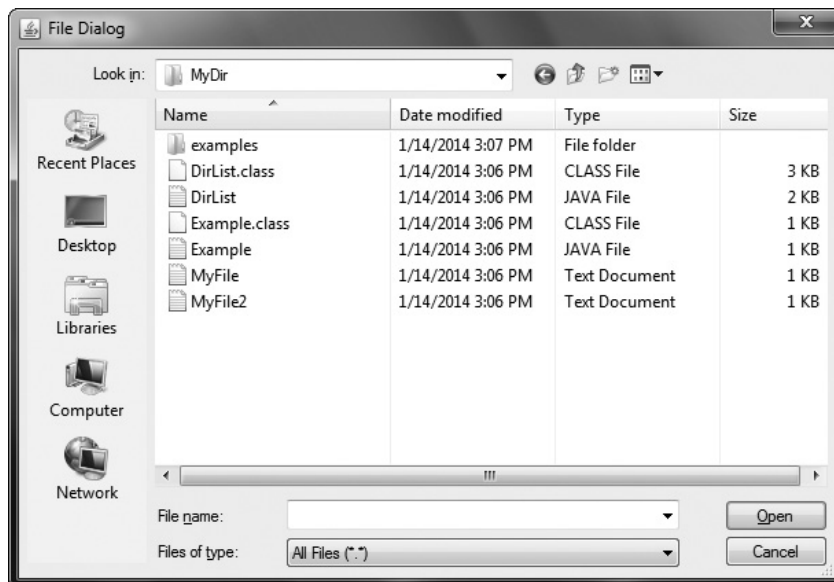 File Dialog
Look in: MyDir
Recent Places
Desktop
Libraries
Computer
Network
Name Date modified Type Size
examples 1/14/2014 3:07 PM File folder
DirList.class 1/14/2014 3:06 PM CLASS File 3 KB
DirList 1/14/2014 3:06 PM JAVA File 2 KB
Example.class 1/14/2014 3:06 PM CLASS File 1 KB
Example 1/14/2014 3:06 PM JAVA File 1 KB
MyFile 1/14/2014 3:06 PM Text Document 1 KB
MyFile2 1/14/2014 3:06 PM Text Document 1 KB
File name: Open
Files of type: All Files (*.*) Cancel